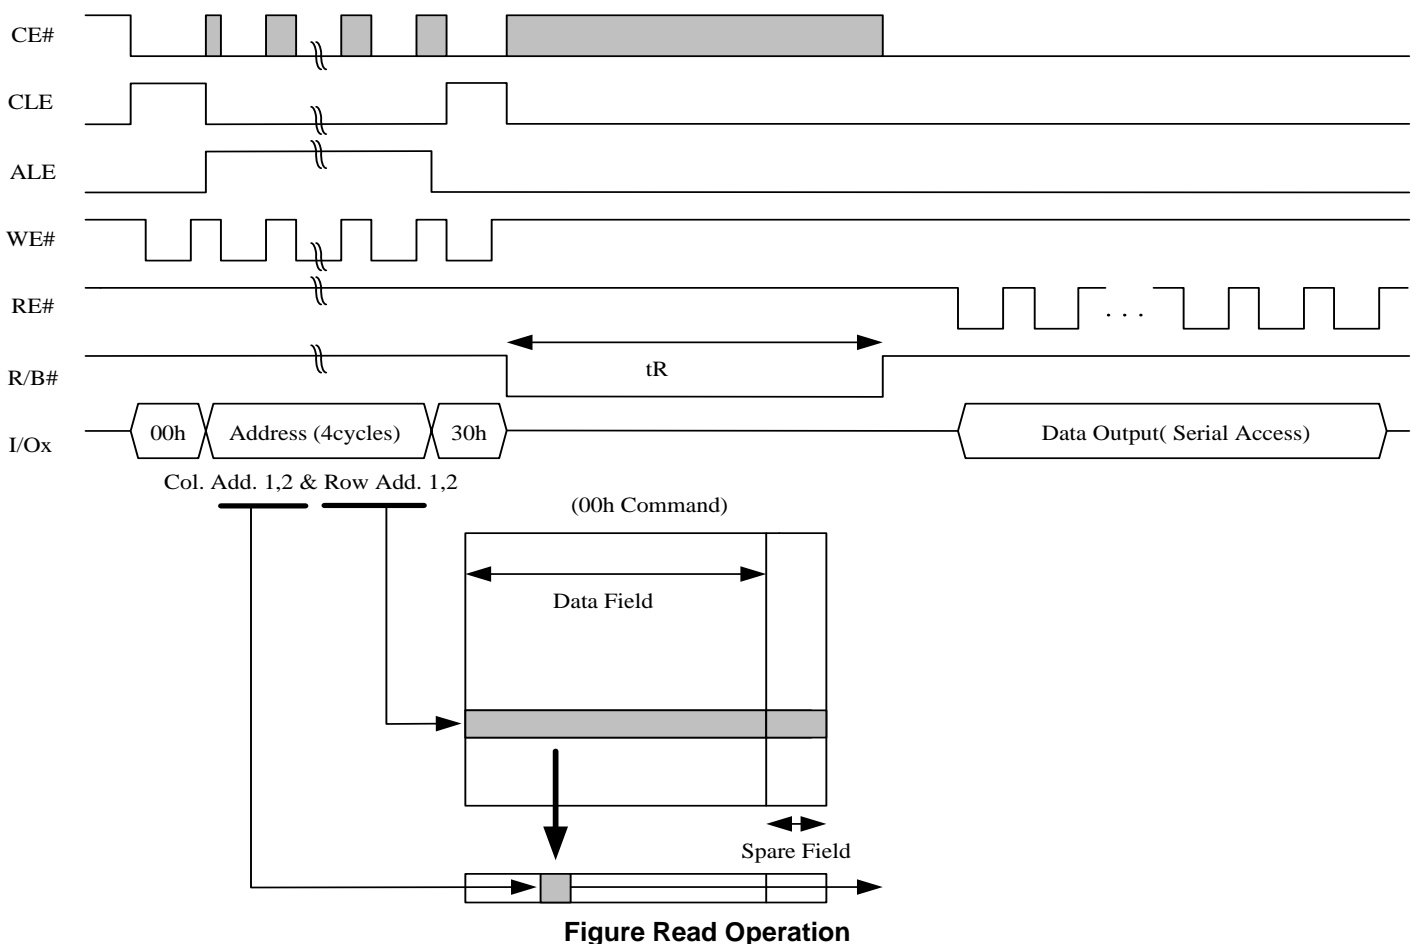 CE#
CLE
ALE
WE#
RE#
. . .
R/B#
tR
I/Ox
00h
Address (4cycles)
30h
Data Output( Serial Access)
Col. Add. 1,2 & Row Add. 1,2
(00h Command)
Data Field
Spare Field
Figure Read Operation